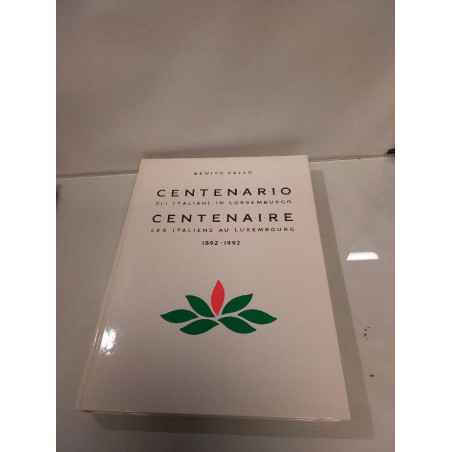 BENITO GALLO
CENTENARIO
GLI ITALIANI IN LUSSEMBURGO
CENTENAIRE
LES ITALIENS AU LUXEMBOURG
1892-1992